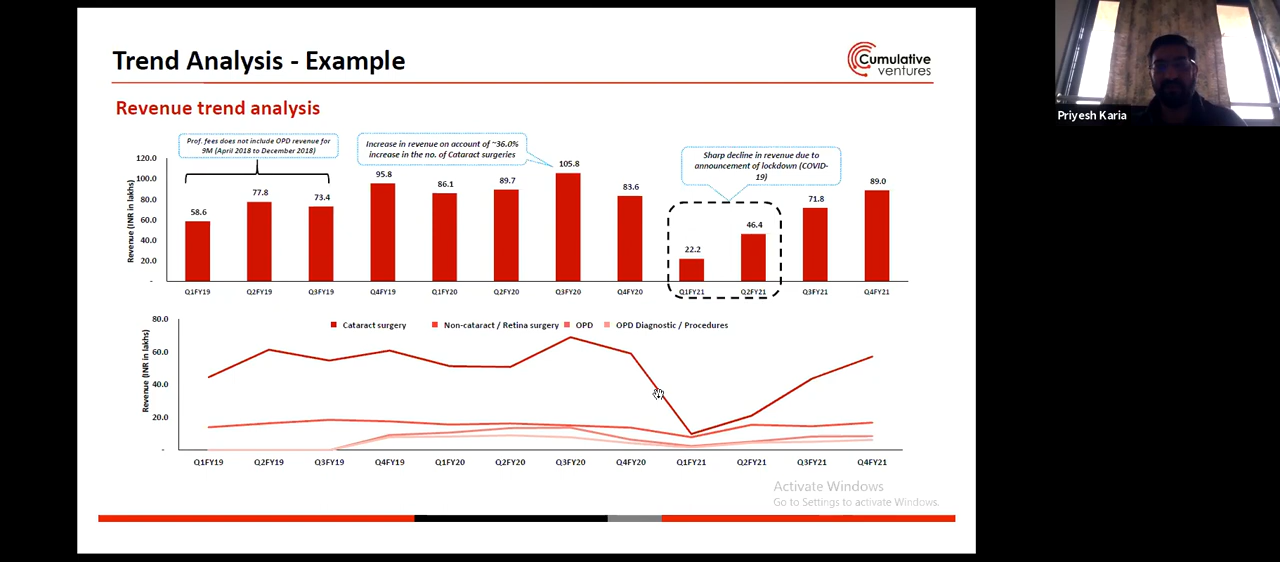 Trend Analysis - Example
Cumulative
ventures
Priyesh Karia
Revenue trend analysis
Prof. fees does not include OPD revenue for
9M (April 2018 to December 2018)
Increase in revenue on account of ~36.0%
increase in the no. of Cataract surgeries
Sharp decline in revenue due to
announcement of lockdown (COVID-
19)
Revenue (INR in lakhs)
120.0
100.0
80.0
60.0
40.0
20.0
-
58.6
77.8
73.4
95.8
86.1
89.7
105.8
83.6
22.2
46.4
71.8
89.0
Q1FY19 Q2FY19 Q3FY19 Q4FY19 Q1FY20 Q2FY20 Q3FY20 Q4FY20 Q1FY21 Q2FY21 Q3FY21 Q4FY21
Revenue (INR in lakhs)
80.0
60.0
40.0
20.0
-
Cataract surgery Non-cataract / Retina surgery OPD OPD Diagnostic / Procedures
Q1FY19 Q2FY19 Q3FY19 Q4FY19 Q1FY20 Q2FY20 Q3FY20 Q4FY20 Q1FY21 Q2FY21 Q3FY21 Q4FY21
Activate Windows
Go to Settings to activate Windows.